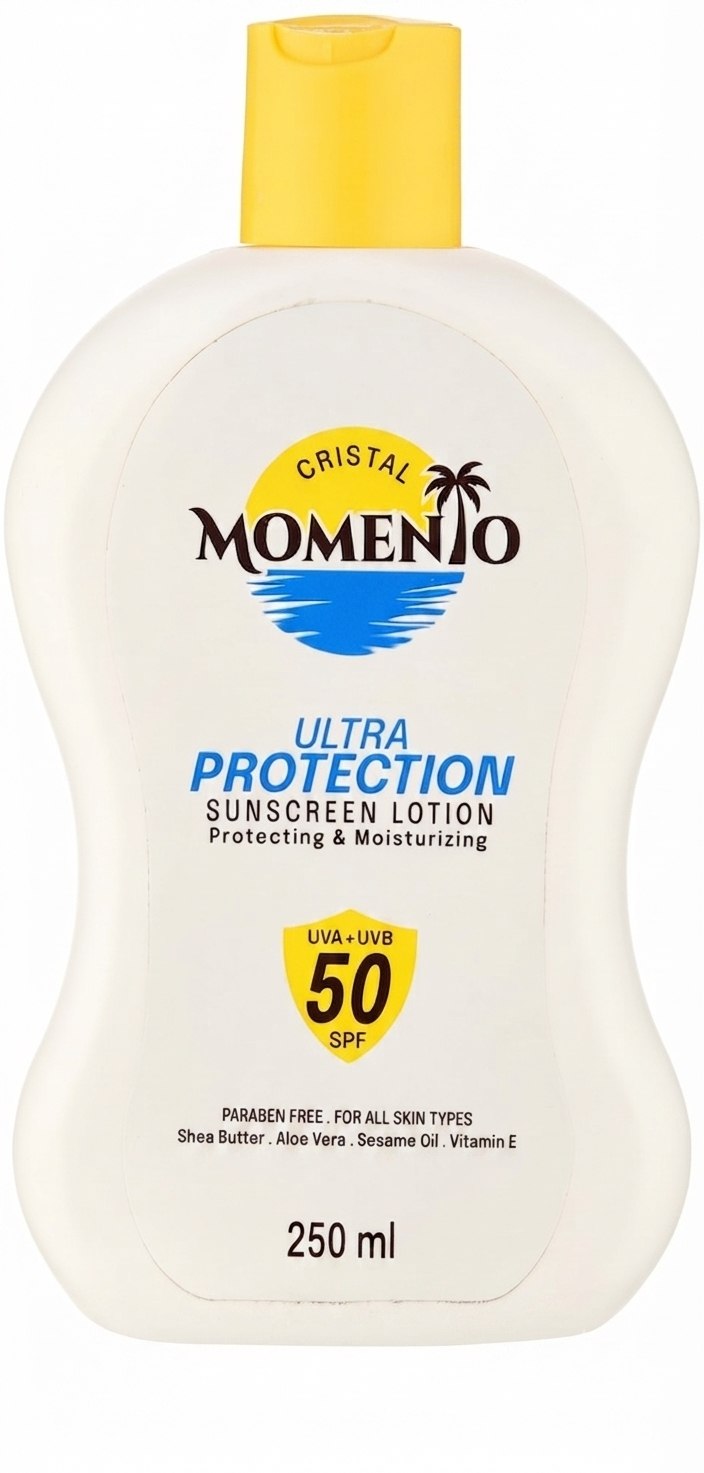 CRISTAL
MOMENTO
ULTRA
PROTECTION
SUNSCREEN LOTION
Protecting & Moisturizing
UVA+UVB
50
SPF
PARABEN FREE . FOR ALL SKIN TYPES
Shea Butter . Aloe Vera . Sesame Oil . Vitamin E
250 ml